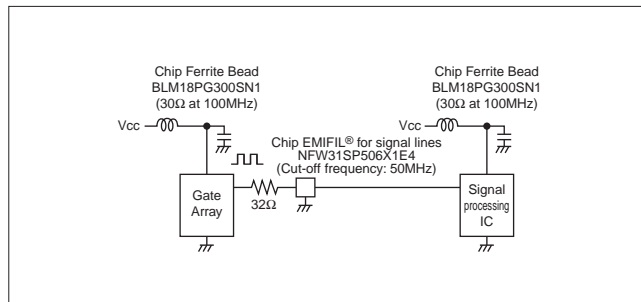 Chip Ferrite Bead
BLM18PG300SN1
(30Ω at 100MHz)
Vcc
Chip Ferrite Bead
BLM18PG300SN1
(30Ω at 100MHz)
Vcc
Chip EMIFIL® for signal lines
NFW31SP506X1E4
(Cut-off frequency: 50MHz)
Gate
Array
32Ω
Signal
processing
IC